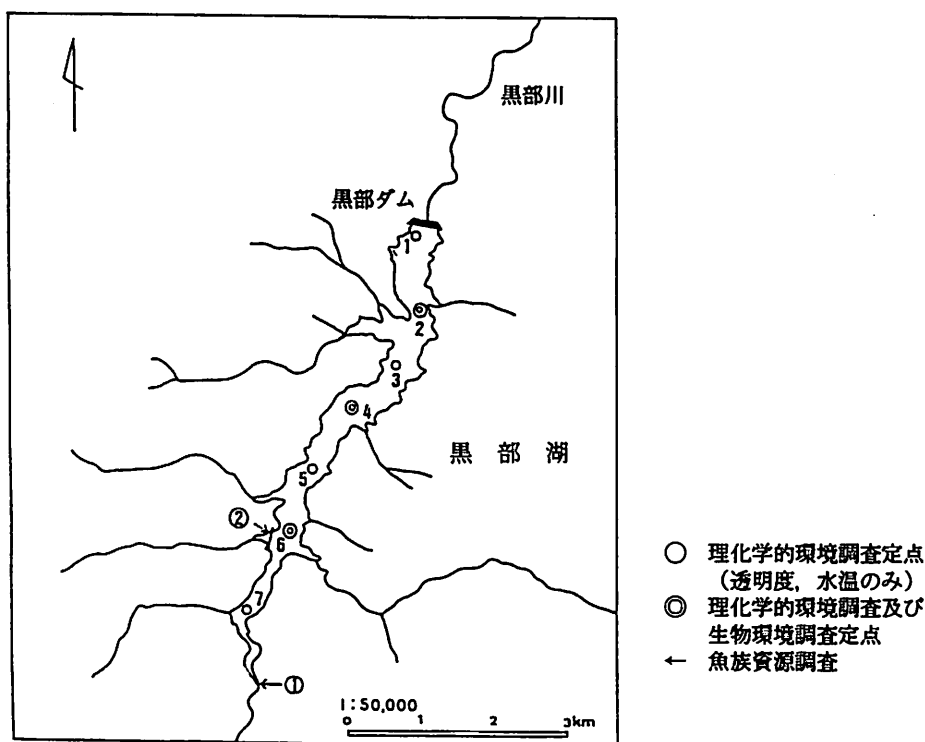 黒部川
黒部ダム
1
2
3
4
黒部湖
5
②
6
7
①
1:50,000
0 1 2 3km
○ 理化学的環境調査定点
（透明度，水温のみ）
◎ 理化学的環境調査及び
生物環境調査定点
← 魚族資源調査